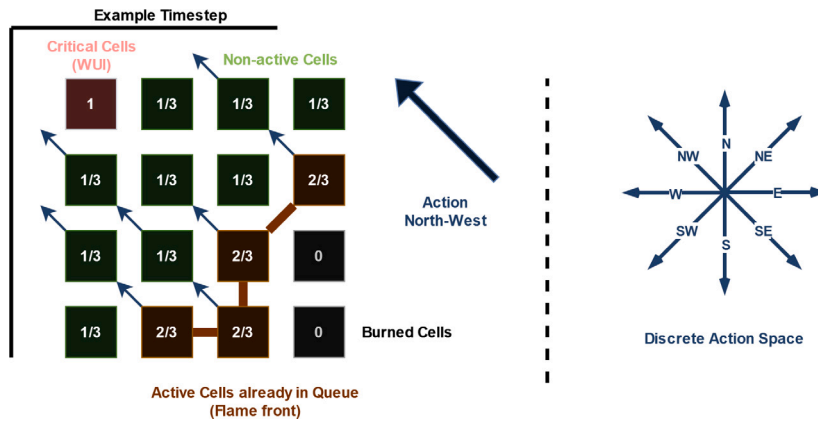 Example Timestep
Critical Cells
(WUI)
Non-active Cells
1 1/3 1/3 1/3
1/3 1/3 1/3 2/3
1/3 1/3 2/3 0
1/3 2/3 2/3 0
Burned Cells
Active Cells already in Queue
(Flame front)
Action
North-West
N
NW NE
W E
SW SE
S
Discrete Action Space